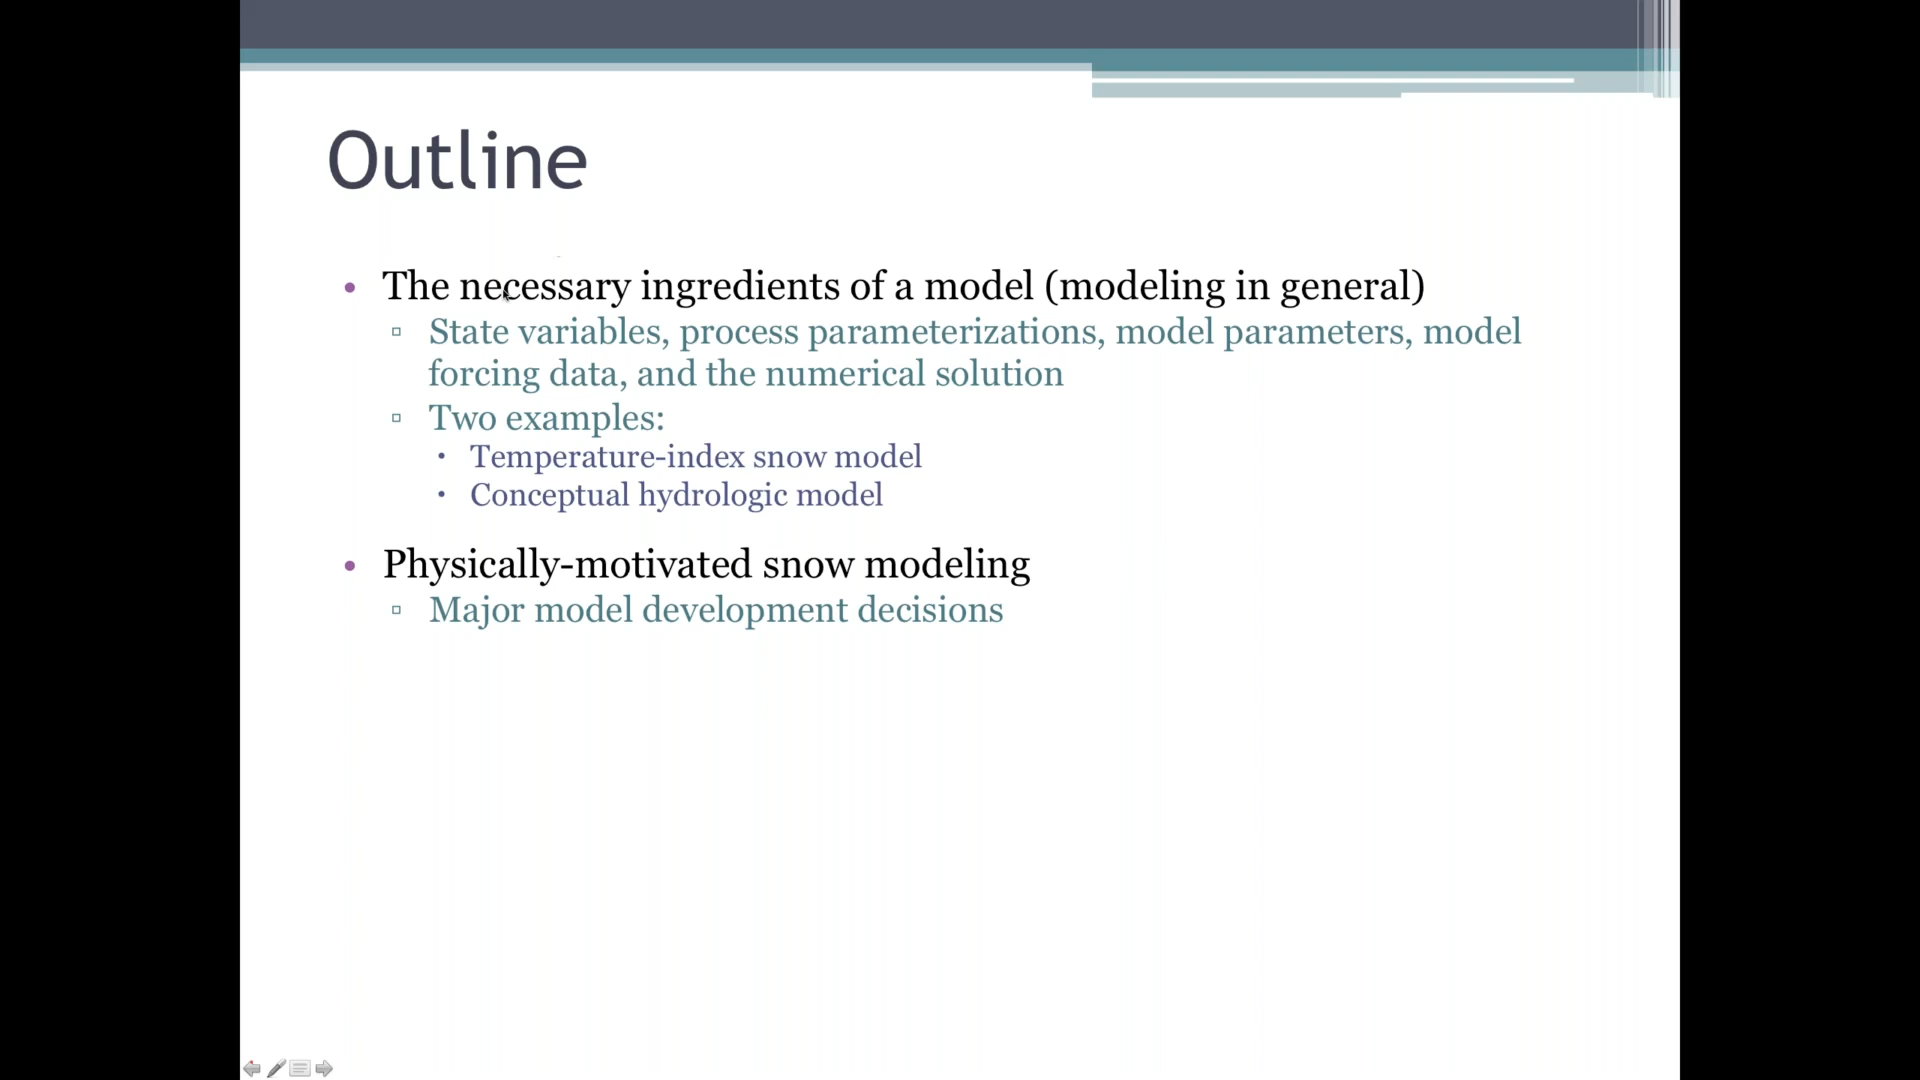 Outline
• The necessary ingredients of a model (modeling in general)
▫ State variables, process parameterizations, model parameters, model
forcing data, and the numerical solution
▫ Two examples:
• Temperature-index snow model
• Conceptual hydrologic model
• Physically-motivated snow modeling
▫ Major model development decisions